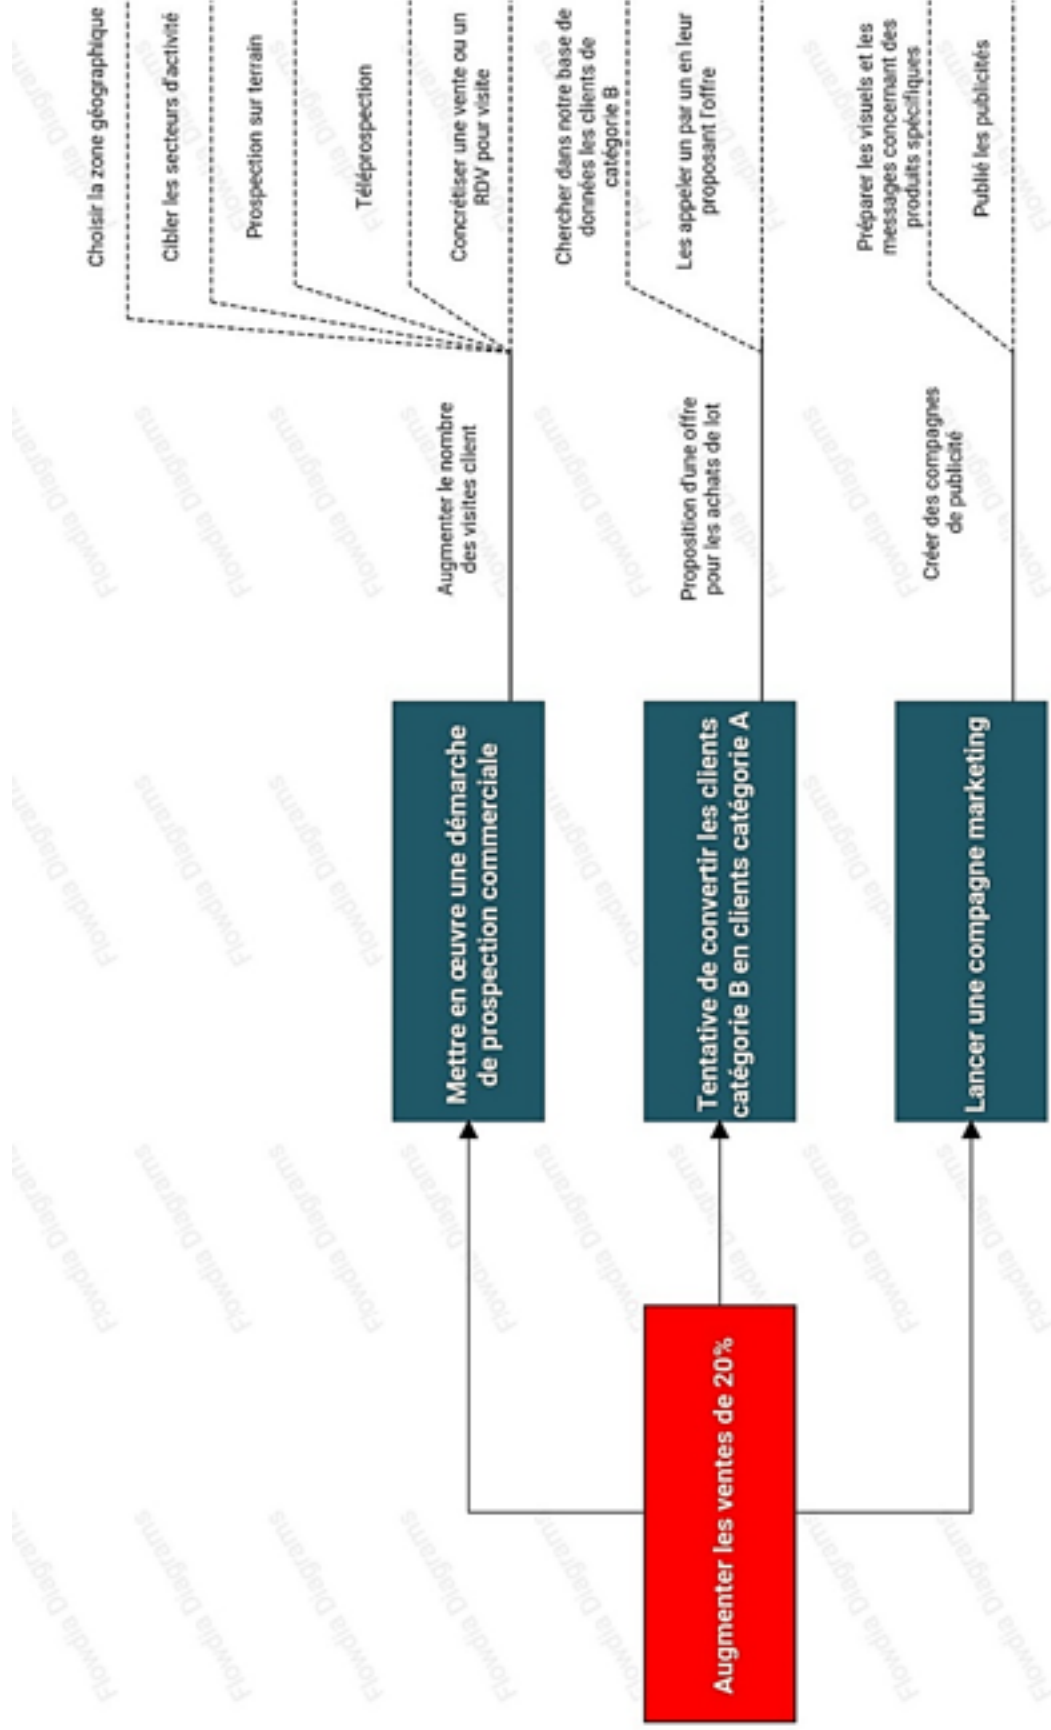 Augmenter les ventes de 20%
Mettre en œuvre une démarche
de prospection commerciale
Augmenter le nombre
des visites client
Choisir la zone géographique
Cibler les secteurs d'activité
Prospection sur terrain
Téléprospection
Concrétiser une vente ou un
RDV pour visite
Tentative de convertir les clients
catégorie B en clients catégorie A
Proposition d'une offre
pour les achats de lot
Chercher dans notre base de
données les clients de
catégorie B
Les appeler un par un en leur
proposant l'offre
Lancer une compagne marketing
Créer des compagnes
de publicité
Préparer les visuels et les
messages concernant des
produits spécifiques
Publié les publicités
Flowdia Diagrams